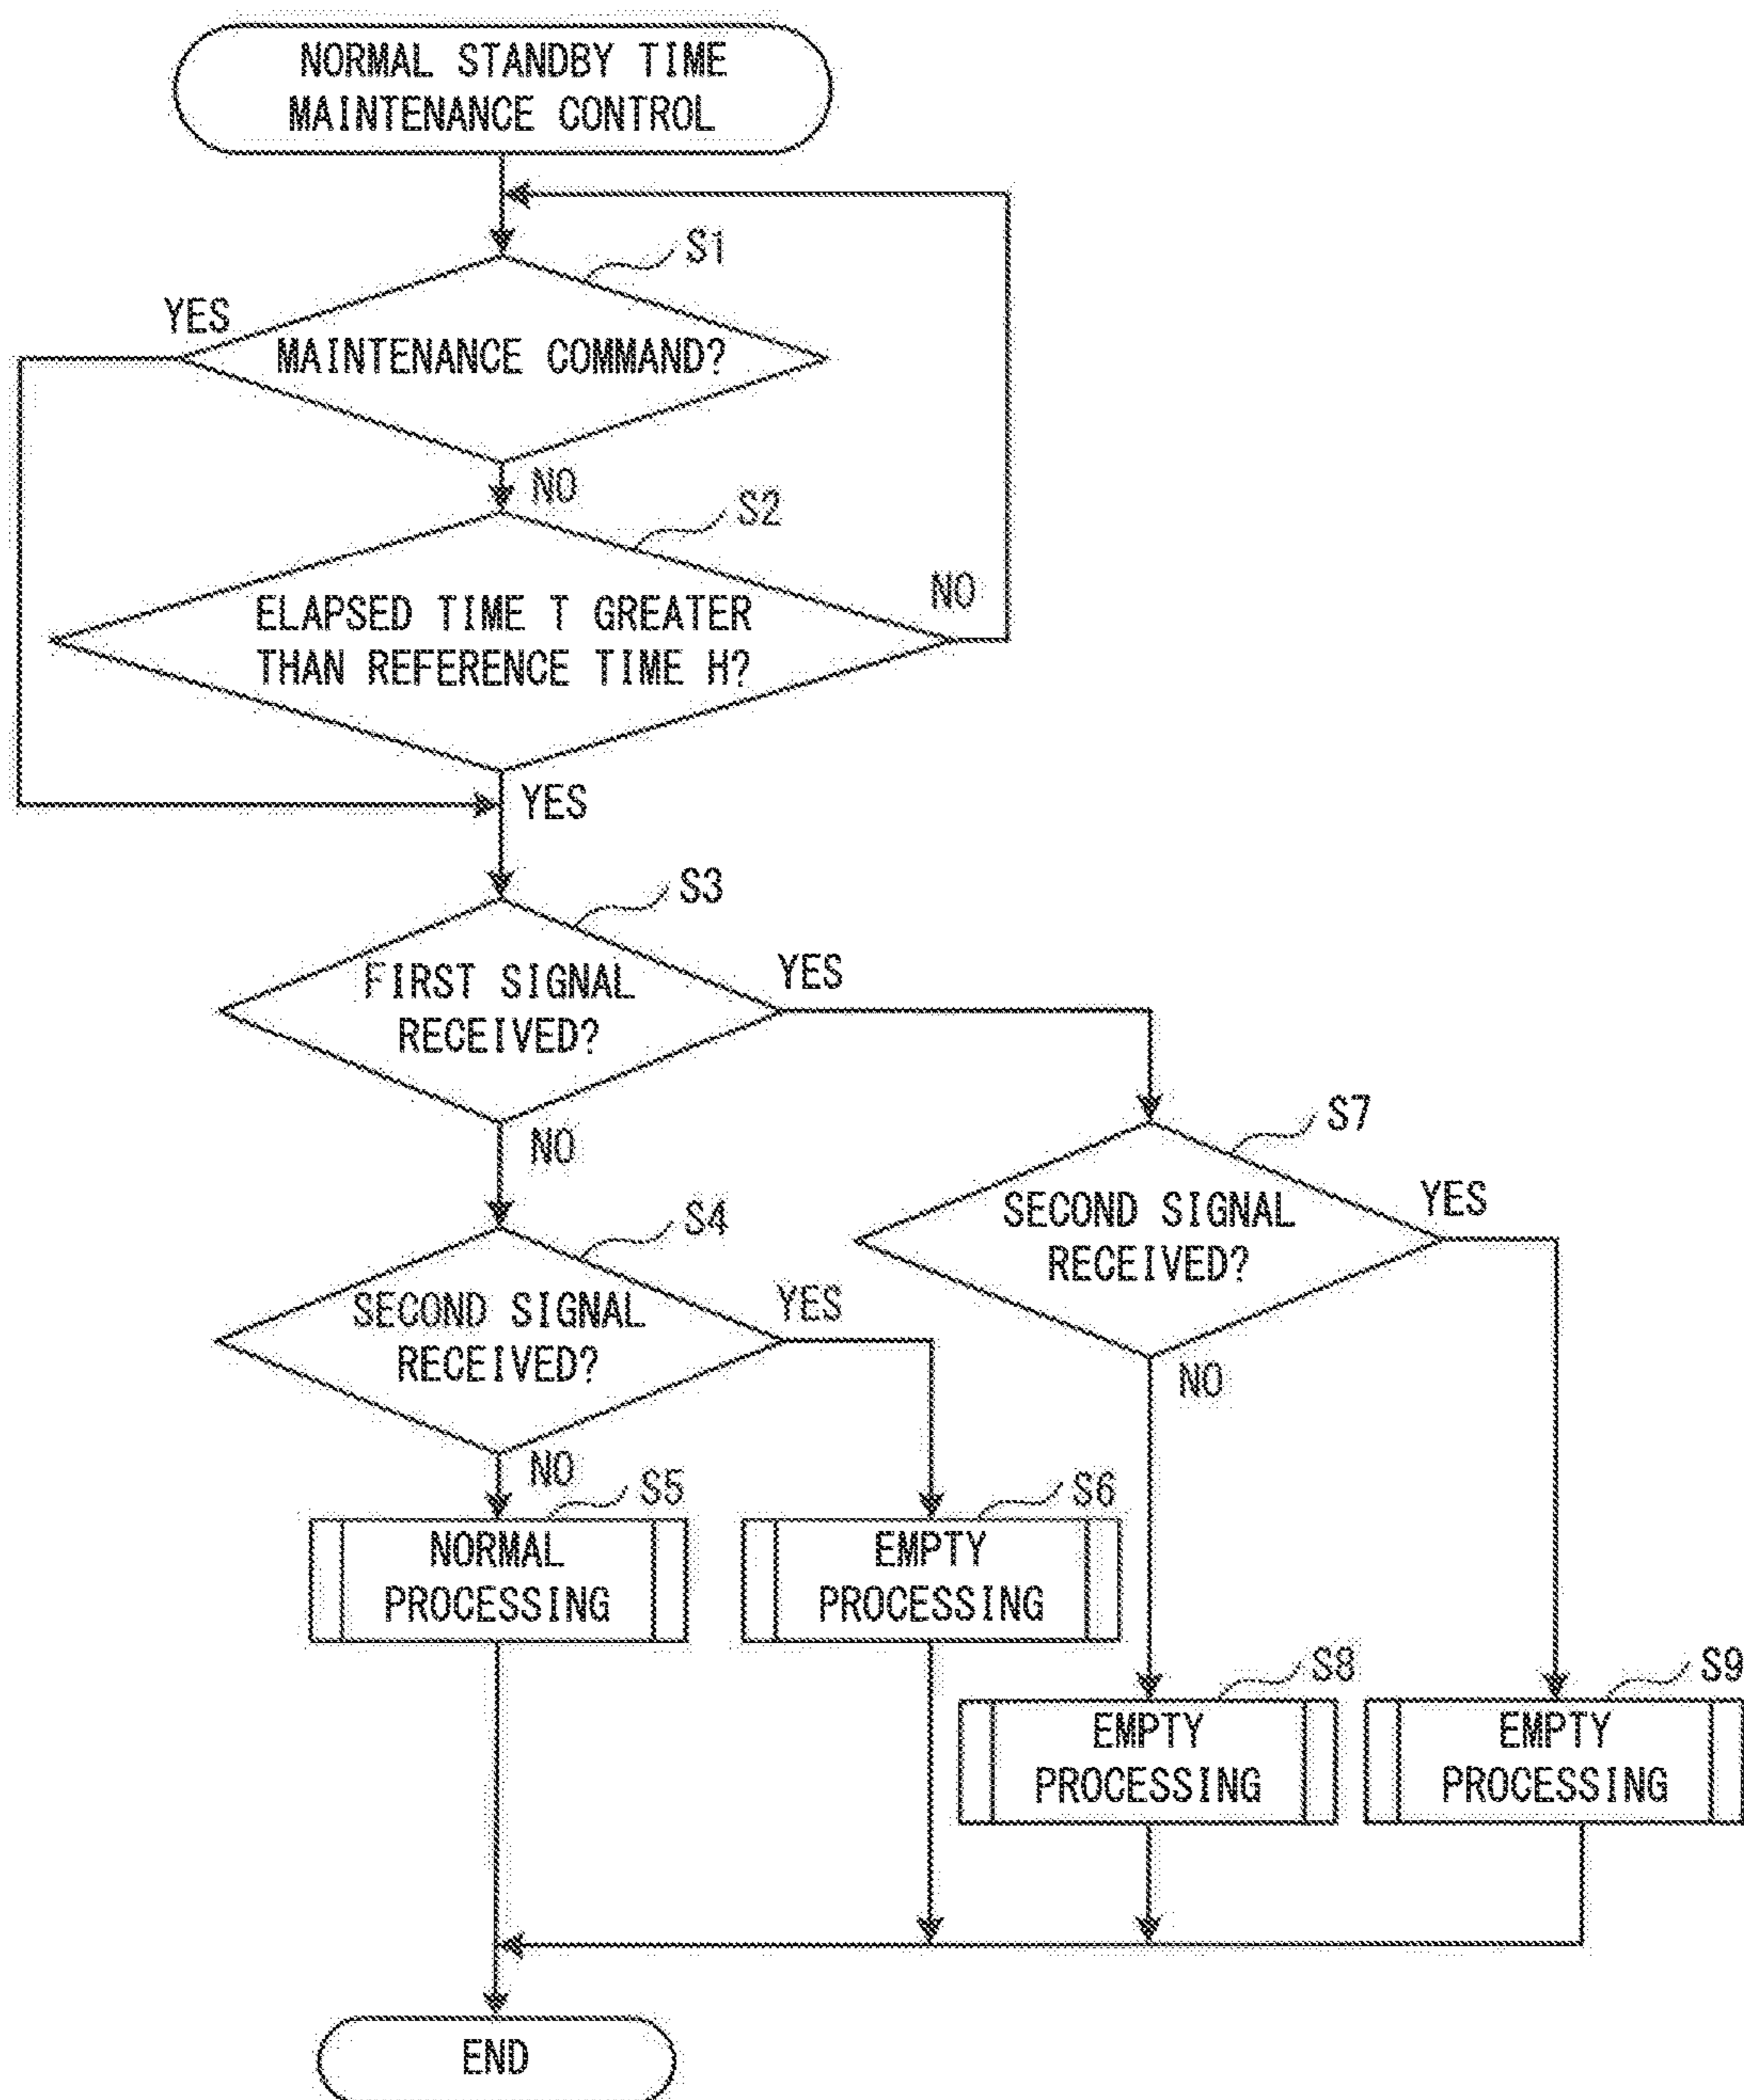 NORMAL STANDBY TIME
MAINTENANCE CONTROL
S1
YES
MAINTENANCE COMMAND?
NO
S2
NO
ELAPSED TIME T GREATER
THAN REFERENCE TIME H?
YES
S3
FIRST SIGNAL
RECEIVED?
YES
NO
S7
SECOND SIGNAL
RECEIVED?
YES
NO
S4
SECOND SIGNAL
RECEIVED?
YES
NO
S5
NORMAL
PROCESSING
S6
EMPTY
PROCESSING
S8
EMPTY
PROCESSING
S9
EMPTY
PROCESSING
END